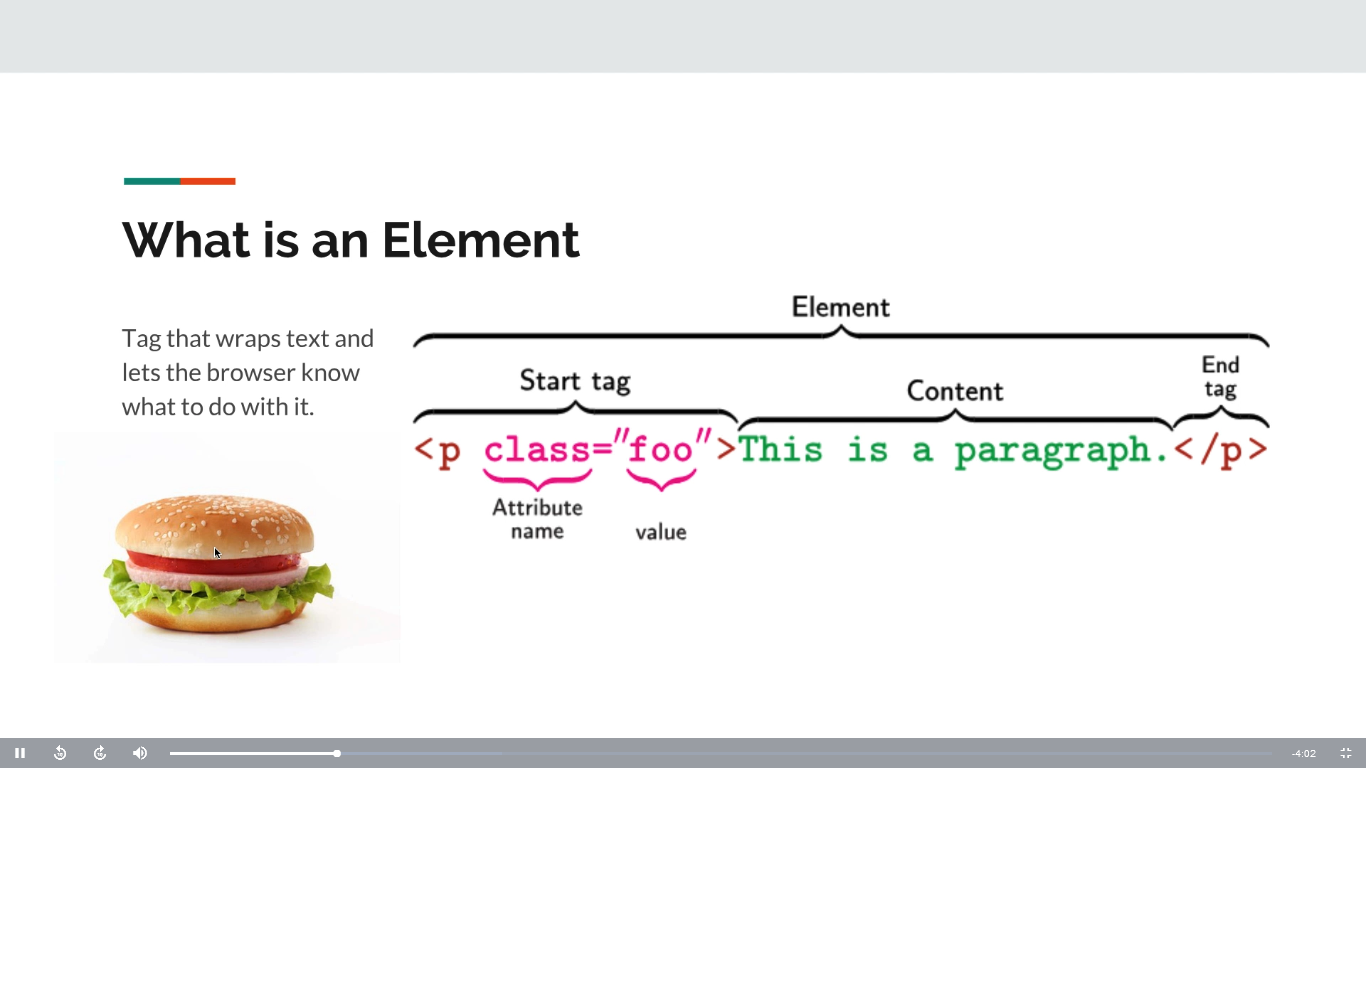 What is an Element
Tag that wraps text and
lets the browser know
what to do with it.
Element
Start tag
Content
End
tag
<p class="foo">This is a paragraph.</p>
Attribute
name
value
-4:02